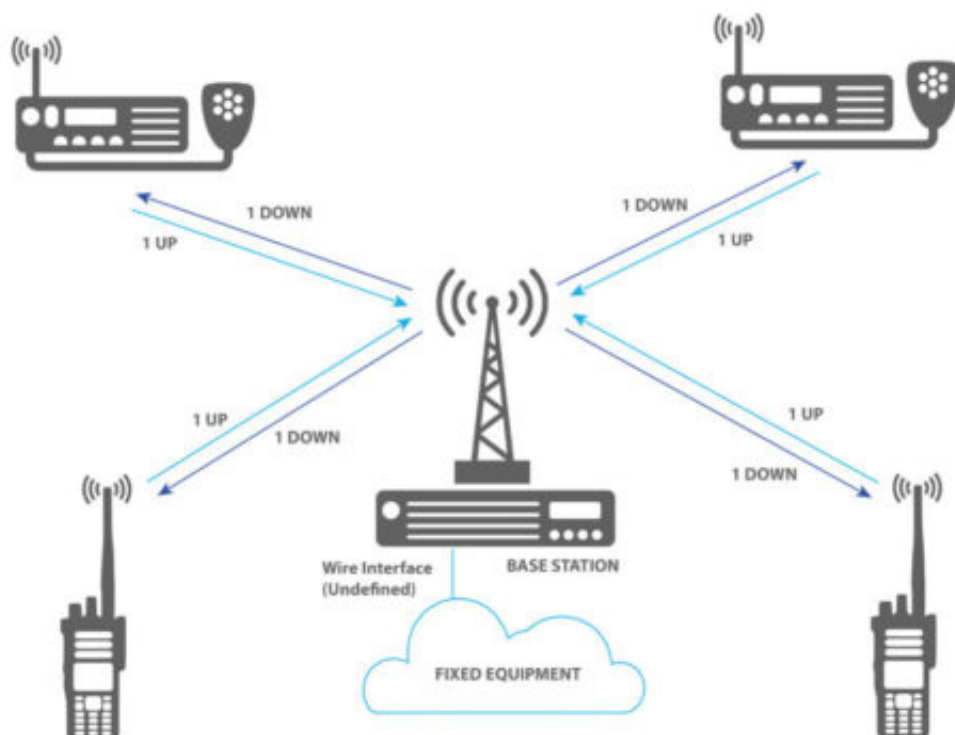 1 DOWN
1 UP
1 DOWN
1 UP
1 UP
1 DOWN
1 UP
1 DOWN
Wire Interface
(Undefined)
BASE STATION
FIXED EQUIPMENT